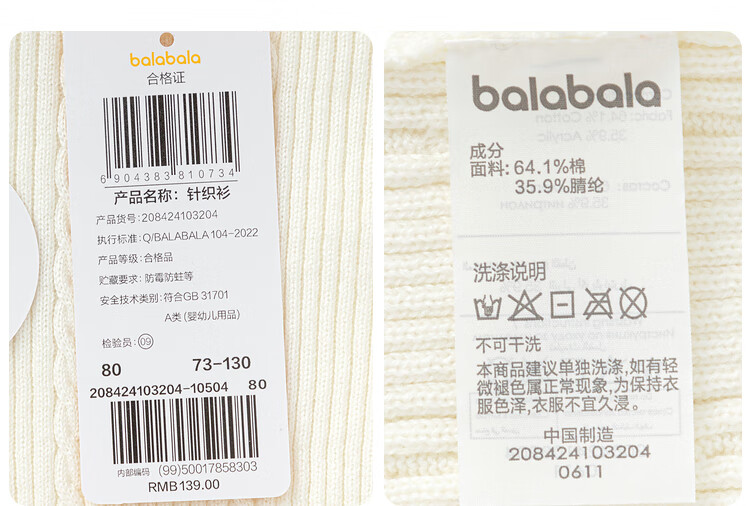 balabala
合格证
6 904383 810734
产品名称：针织衫
产品货号:208424103204
执行标准: Q/BALABALA 104-2022
产品等级:合格品
贮藏要求: 防霉防蛀等
安全技术类别:符合GB 31701
A类 (婴幼儿用品)
检验员: 09
80 73-130
208424103204-10504 80
内部编码 (99)50017858303
RMB139.00
balabala
成分
面料: 64.1%棉
35.9%腈纶
洗涤说明
不可干洗
本商品建议单独洗涤,如有轻
微褪色属正常现象,为保持衣
服色泽,衣服不宜久浸。
中国制造
208424103204
0611